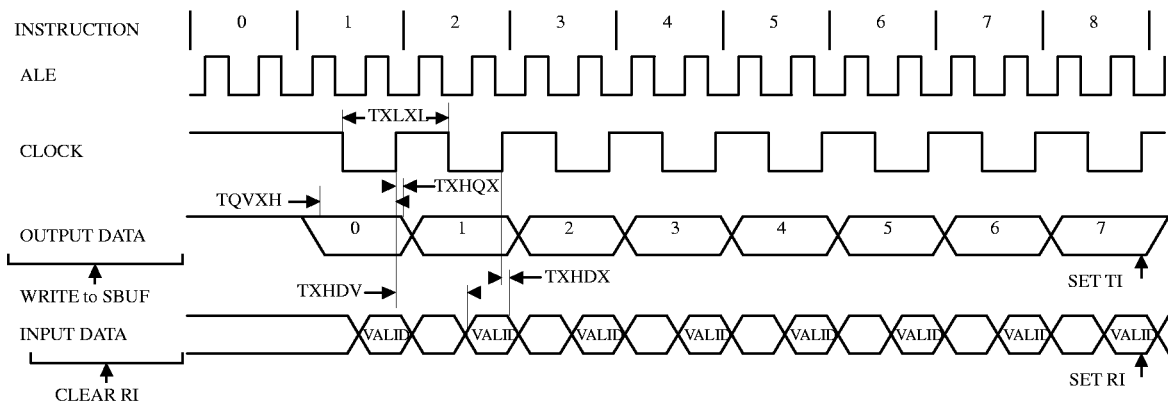 INSTRUCTION 0 1 2 3 4 5 6 7 8
ALE
TXLXL
CLOCK
TXHQX
TQVXH
OUTPUT DATA 0 1 2 3 4 5 6 7
TXHDX
SET TI
WRITE to SBUF
TXHDV
INPUT DATA VALID VALID VALID VALID VALID VALID VALID VALID
SET RI
CLEAR RI